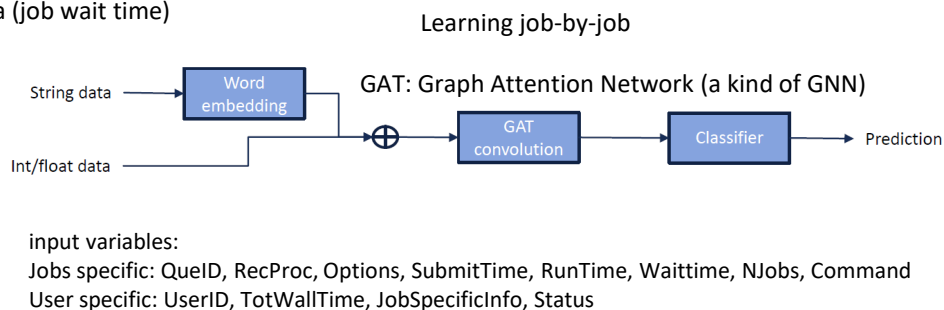 a (job wait time)
Learning job-by-job
GAT: Graph Attention Network (a kind of GNN)
String data
Word
embedding
Int/float data
GAT
convolution
Classifier
Prediction
input variables:
Jobs specific: QueID, RecProc, Options, SubmitTime, RunTime, Waittime, NJobs, Command
User specific: UserID, TotWallTime, JobSpecificInfo, Status